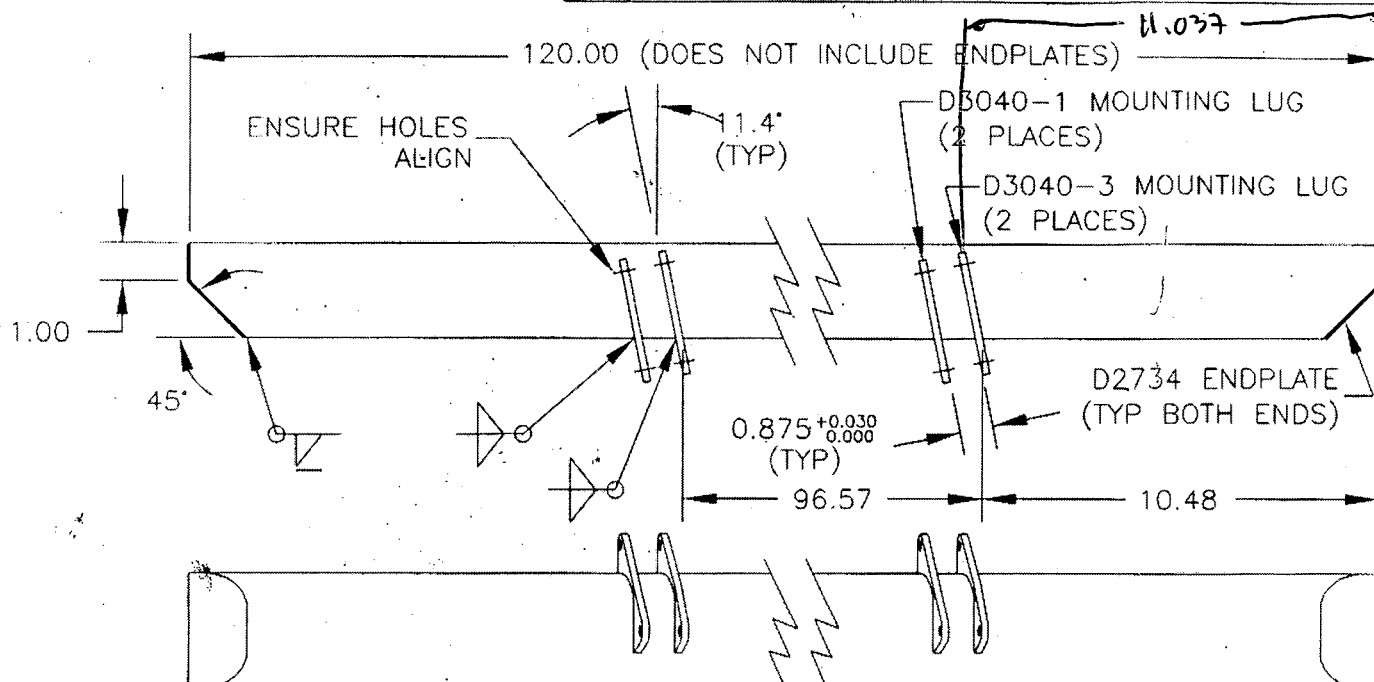 11.037
120.00 (DOES NOT INCLUDE ENDPLATES)
ENSURE HOLES
ALIGN
11.4°
(TYP)
D3040-1 MOUNTING LUG
(2 PLACES)
D3040-3 MOUNTING LUG
(2 PLACES)
1.00
45°
D2734 ENDPLATE
(TYP BOTH ENDS)
0.875 +0.030
0.000
(TYP)
96.57
10.48